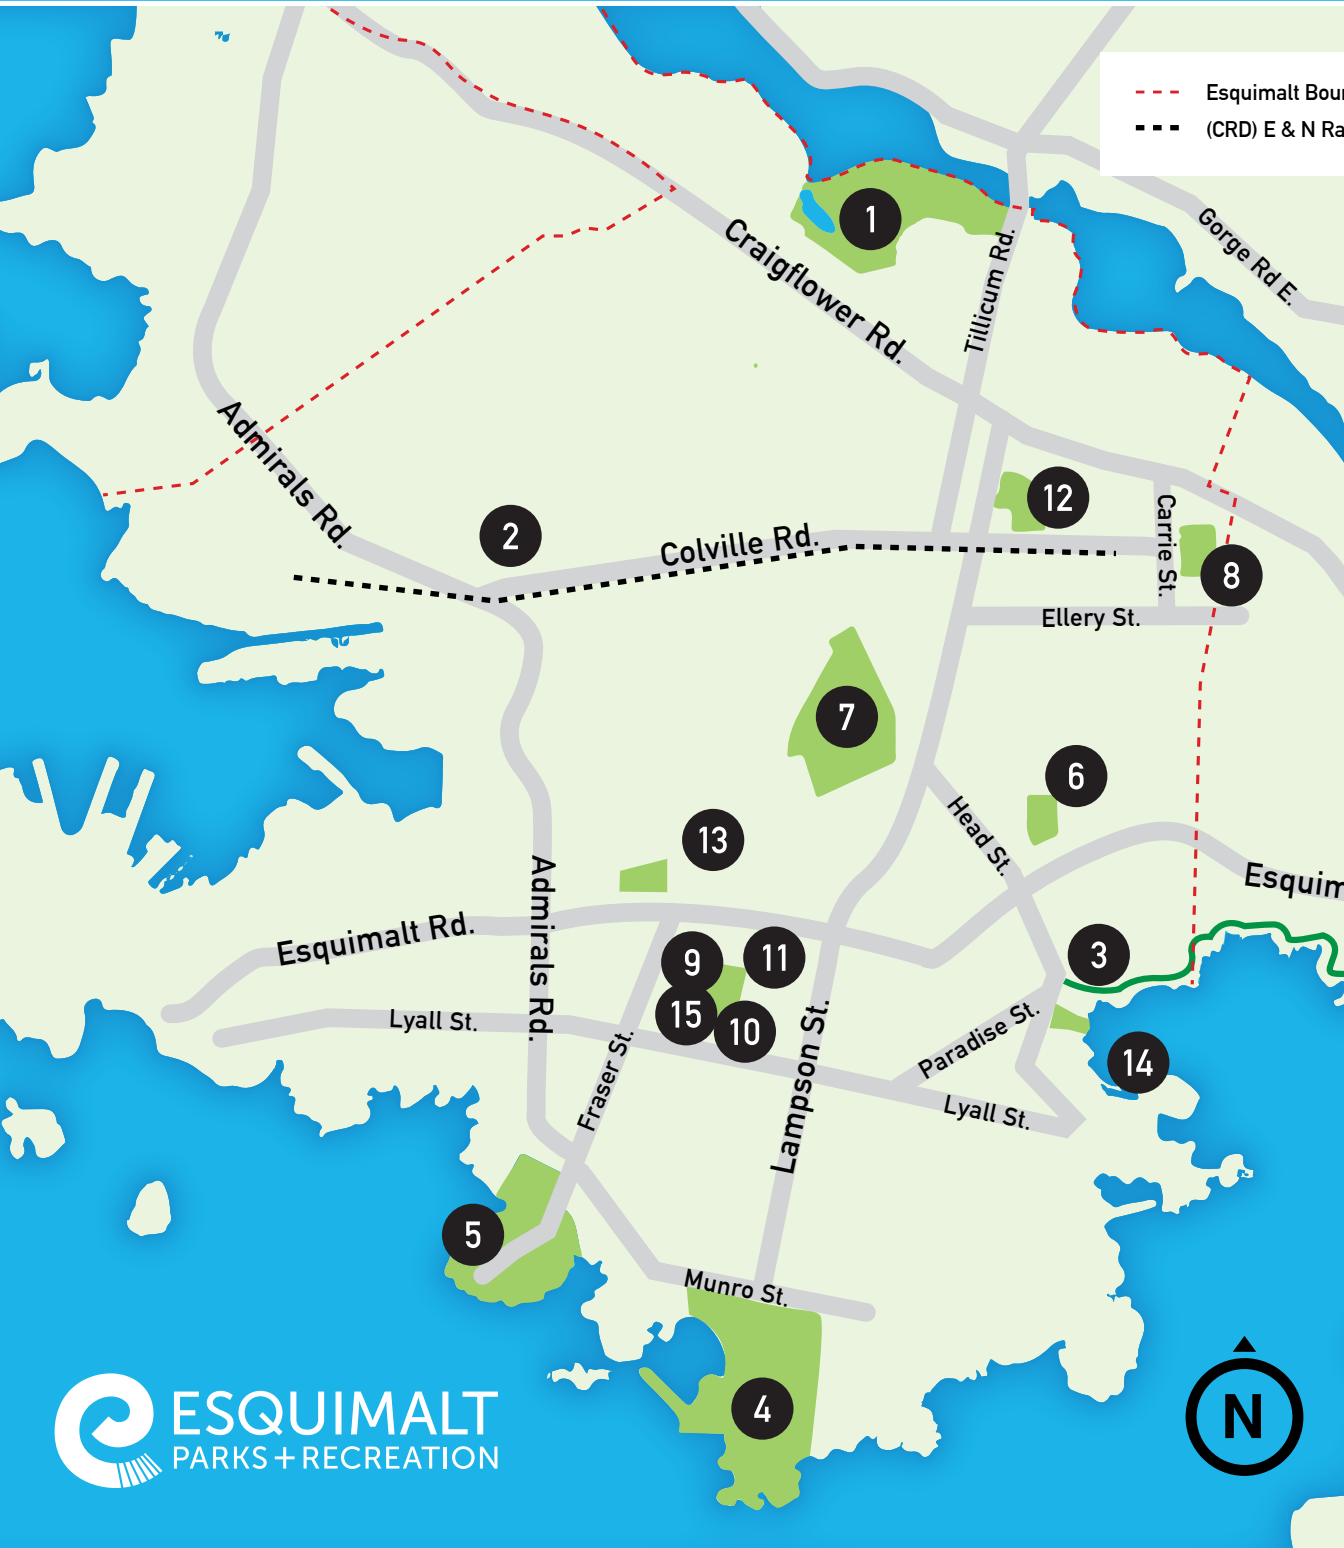 Esquimalt Bour
(CRD) E & N Ra
1
Gorge Rd E.
Craigflower Rd.
Tillicum Rd.
Admirals Rd.
12
2
Colville Rd.
Carrie St.
8
Ellery St.
7
6
Head St.
13
Esquim
Admirals Rd.
Esquimalt Rd.
9
11
3
15
10
Lyall St.
Paradise St.
14
Fraser St.
Lampson St.
Lyall St.
5
Munro St.
4
N
ESQUIMALT
PARKS+RECREATION